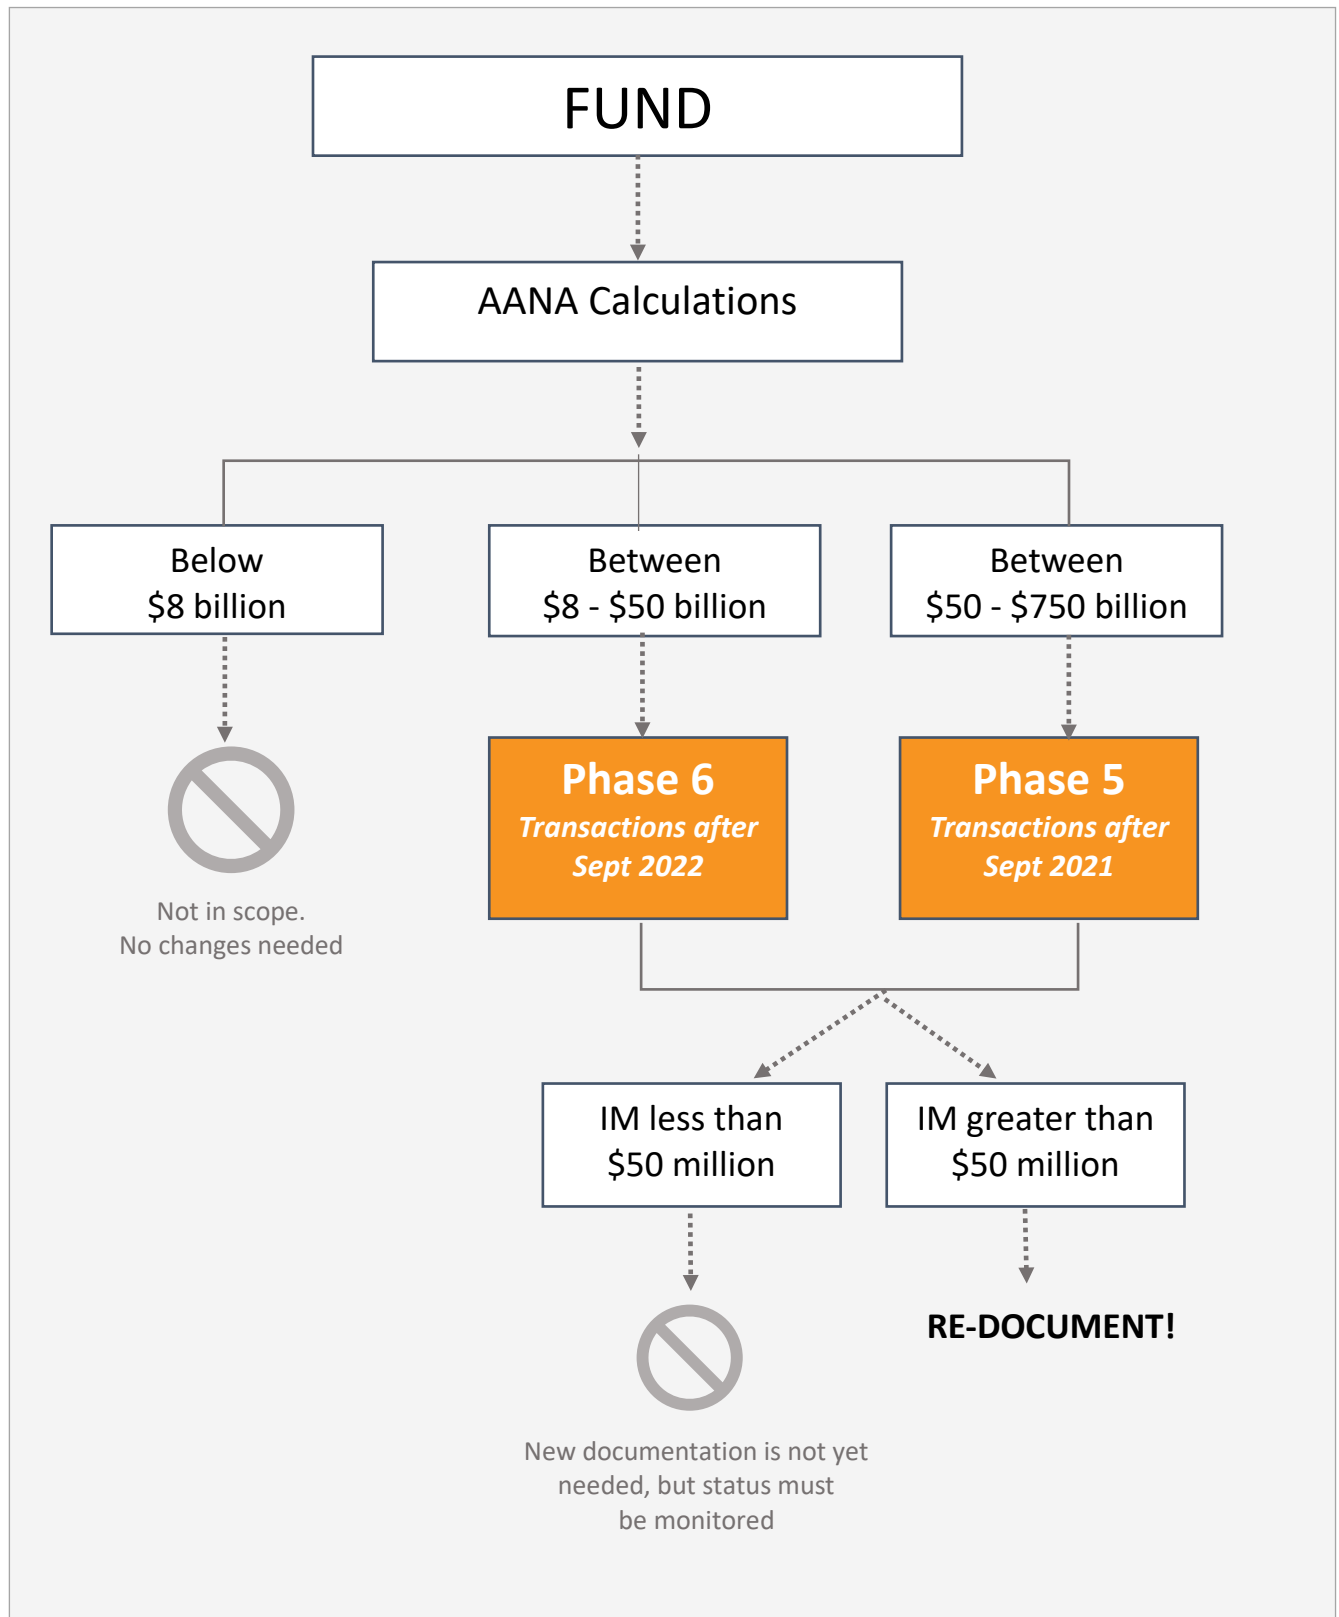 FUND
AANA Calculations
Below
$8 billion
Between
$8 - $50 billion
Between
$50 - $750 billion
Phase 6
Transactions after
Sept 2022
Phase 5
Transactions after
Sept 2021
Not in scope.
No changes needed
IM less than
$50 million
IM greater than
$50 million
RE-DOCUMENT!
New documentation is not yet
needed, but status must
be monitored